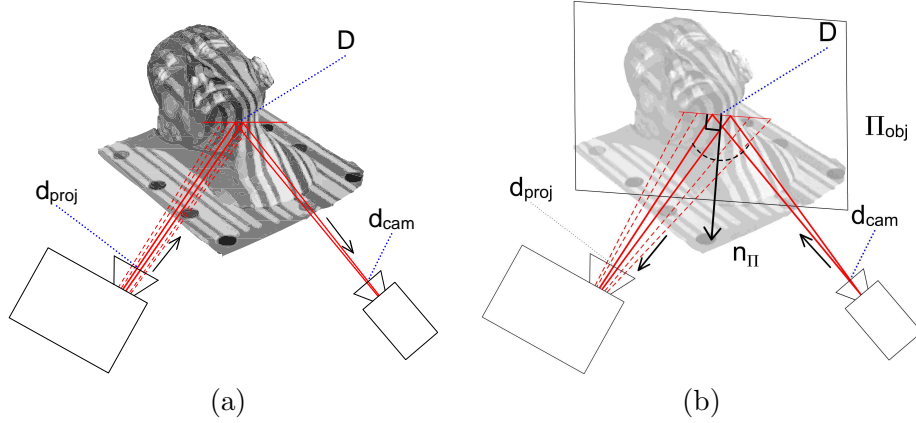 D
d_proj
d_cam
(a)
D
Π_obj
d_proj
d_cam
n_Π
(b)